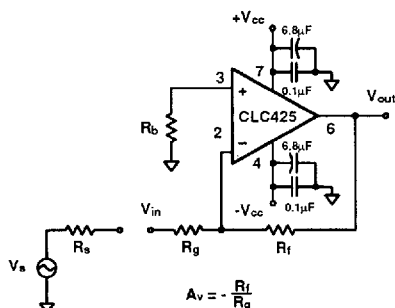 +Vcc
6.8µF
7
3
+
0.1µF
Vout
CLC425
6
Rb
2
−
6.8µF
4
Vin
-Vcc
0.1µF
Rs
Rg
Rf
Vs
Av = - Rf
Rg